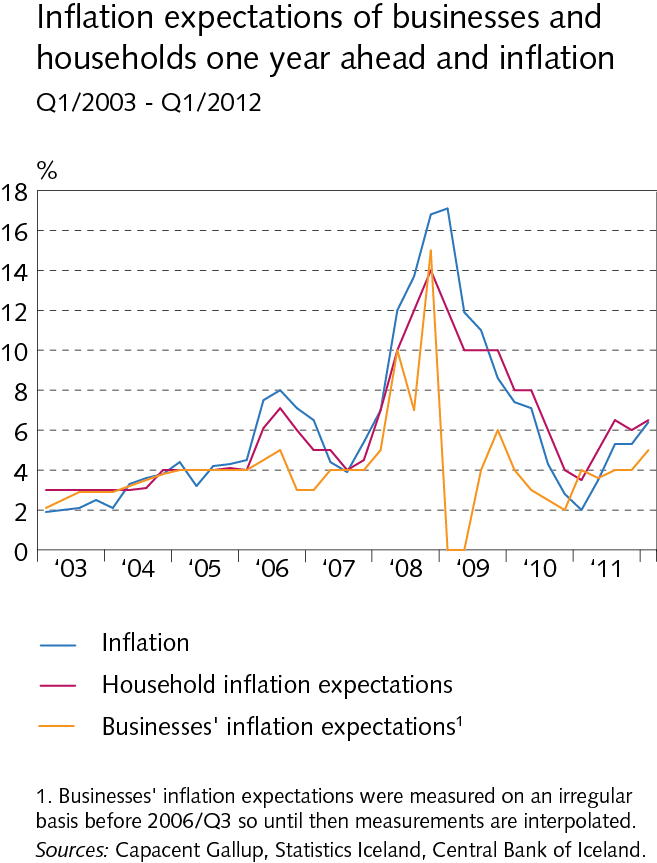 Inflation expectations of businesses and
households one year ahead and inflation
Q1/2003 - Q1/2012
%
18
16
14
12
10
8
6
4
2
0
‘03 ‘04 ‘05 ‘06 ‘07 ‘08 ‘09 ‘10 ‘11
Inflation
Household inflation expectations
Businesses' inflation expectations¹
1. Businesses' inflation expectations were measured on an irregular
basis before 2006/Q3 so until then measurements are interpolated.
Sources: Capacent Gallup, Statistics Iceland, Central Bank of Iceland.